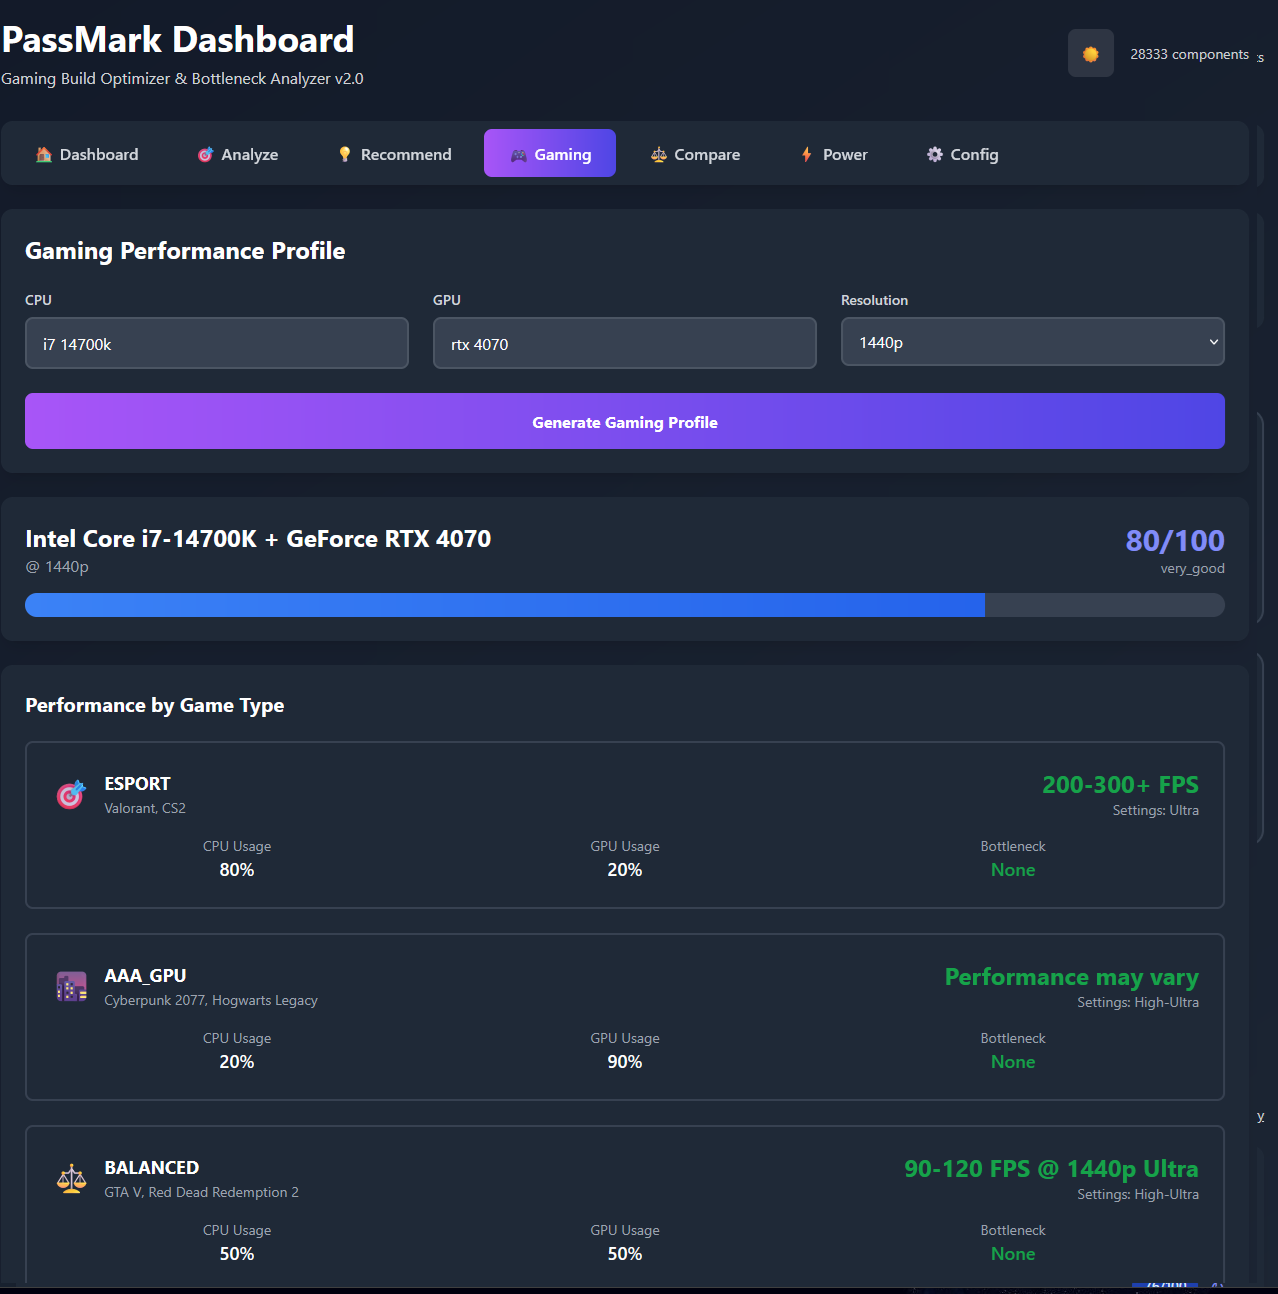 PassMark Dashboard
Gaming Build Optimizer & Bottleneck Analyzer v2.0
28333 components
Dashboard
Analyze
Recommend
Gaming
Compare
Power
Config
Gaming Performance Profile
CPU
GPU
Resolution
i7 14700k
rtx 4070
1440p
Generate Gaming Profile
Intel Core i7-14700K + GeForce RTX 4070
80/100
@ 1440p
very_good
Performance by Game Type
ESPORT
200-300+ FPS
Valorant, CS2
Settings: Ultra
CPU Usage
GPU Usage
Bottleneck
80%
20%
None
AAA_GPU
Performance may vary
Cyberpunk 2077, Hogwarts Legacy
Settings: High-Ultra
CPU Usage
GPU Usage
Bottleneck
20%
90%
None
BALANCED
90-120 FPS @ 1440p Ultra
GTA V, Red Dead Redemption 2
Settings: High-Ultra
CPU Usage
GPU Usage
Bottleneck
50%
50%
None